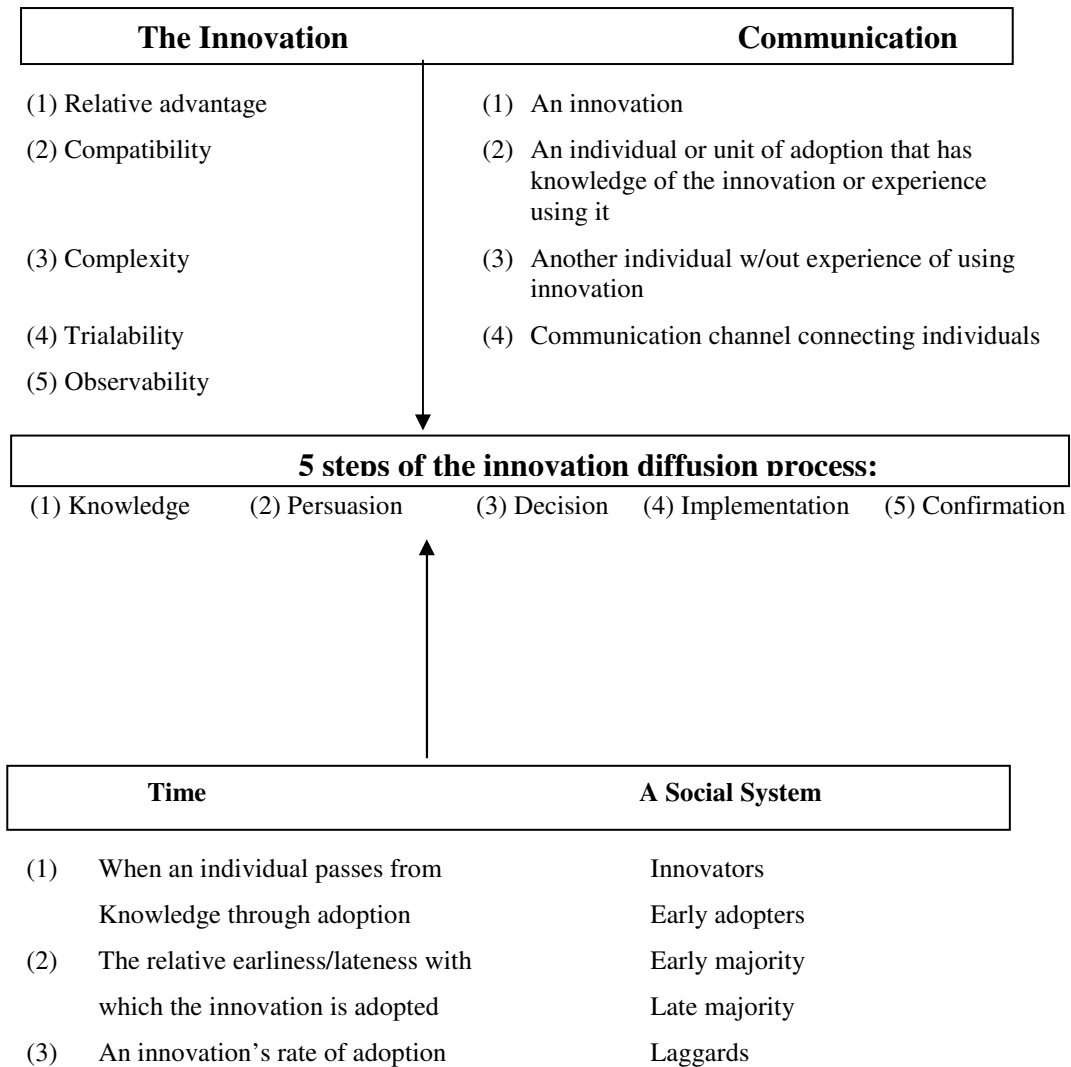 The Innovation Communication
(1) Relative advantage
(2) Compatibility
(3) Complexity
(4) Trialability
(5) Observability
(1) An innovation
(2) An individual or unit of adoption that has
knowledge of the innovation or experience
using it
(3) Another individual w/out experience of using
innovation
(4) Communication channel connecting individuals
5 steps of the innovation diffusion process:
(1) Knowledge (2) Persuasion (3) Decision (4) Implementation (5) Confirmation
Time A Social System
(1) When an individual passes from
Knowledge through adoption
(2) The relative earliness/lateness with
which the innovation is adopted
(3) An innovation’s rate of adoption
Innovators
Early adopters
Early majority
Late majority
Laggards